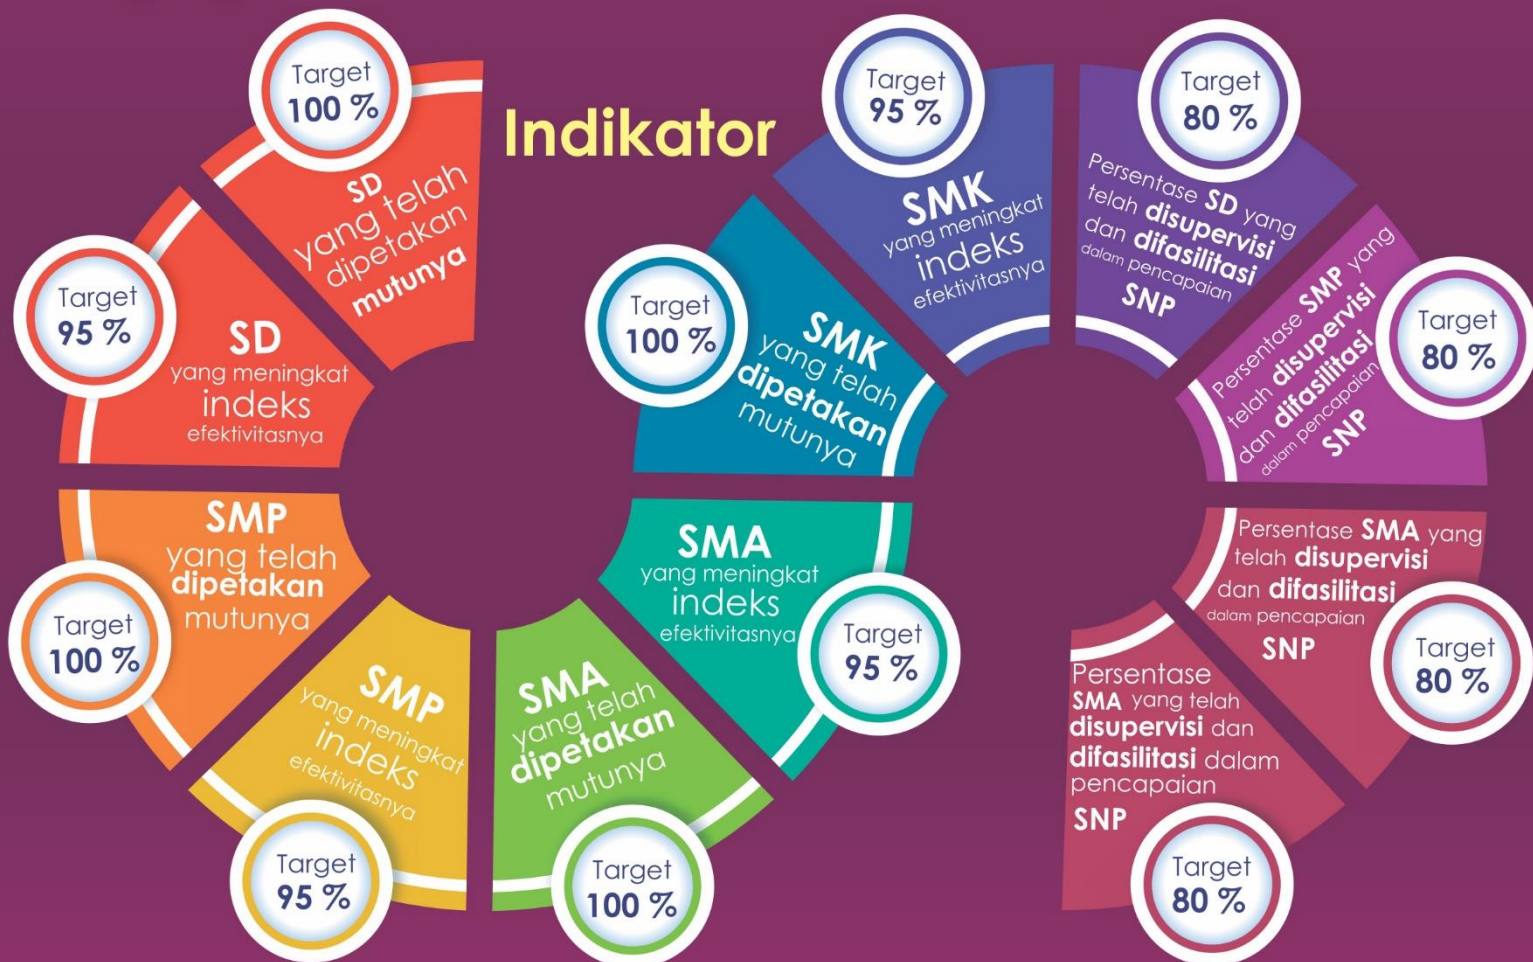 Indikator
Target
100 %
SD
yang telah
dipetakan
mutunya
Target
95 %
SD
yang meningkat
indeks
efektivitasnya
Target
100 %
SMP
yang telah
dipetakan
mutunya
Target
95 %
SMP
yang meningkat
indeks
efektivitasnya
Target
100 %
SMA
yang telah
dipetakan
mutunya
Target
95 %
SMA
yang meningkat
indeks
efektivitasnya
Target
100 %
SMK
yang telah
dipetakan
mutunya
Target
95 %
SMK
yang meningkat
indeks
efektivitasnya
Target
80 %
Persentase SD yang
telah disupervisi
dan difasilitasi
dalam pencapaian
SNP
Target
80 %
Persentase SMP yang
telah disupervisi
dan difasilitasi
dalam pencapaian
SNP
Target
80 %
Persentase SMA yang
telah disupervisi
dan difasilitasi
dalam pencapaian
SNP
Target
80 %
Persentase
SMA yang telah
disupervisi dan
difasilitasi dalam
pencapaian
SNP